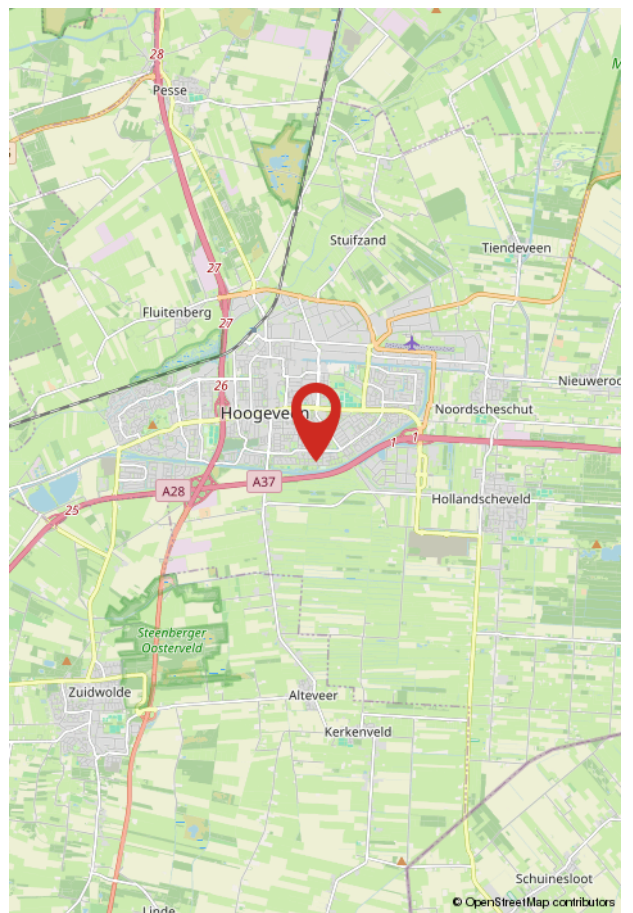 28
Pesse
28
M
Stuifzand
Tiendeveen
27
Fluitenberg
27
26
Nieuwerod
Hoogeveen
Noordscheschut
1
1
A37
A28
Hollandscheveld
25
Steenberger
Oosterveld
Zuidwolde
Alteveer
Kerkenveld
Schuinesloot
© OpenStreetMap contributors
Linde